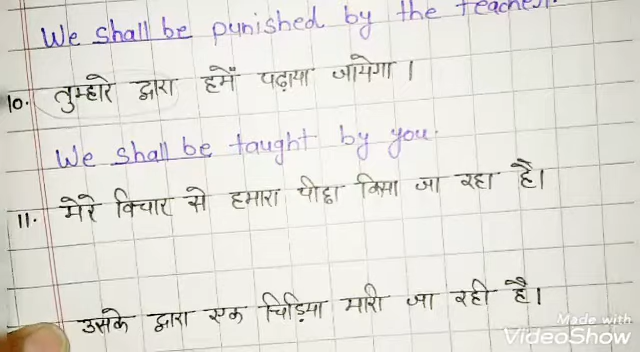 We shall be punished by the teacher.
10. तुम्हारे द्वारा हमें पढ़ाया जायेगा ।
We shall be taught by you.
11. मेरे विचार से हमारा पीछा किया जा रहा है।
उसके द्वारा एक चिड़िया मारी जा रही है।
Made with
VideoShow